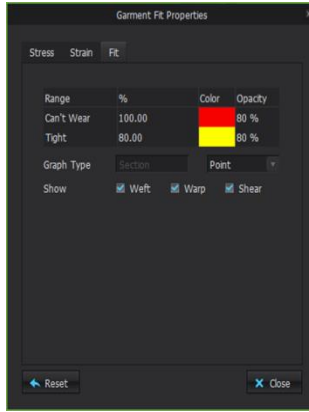 Garment Fit Properties
Stress Strain Fit
Range % Color Opacity
Can't Wear 100.00 80 %
Tight 80.00 80 %
Graph Type Section Point
Show Weft Warp Shear
Reset Close